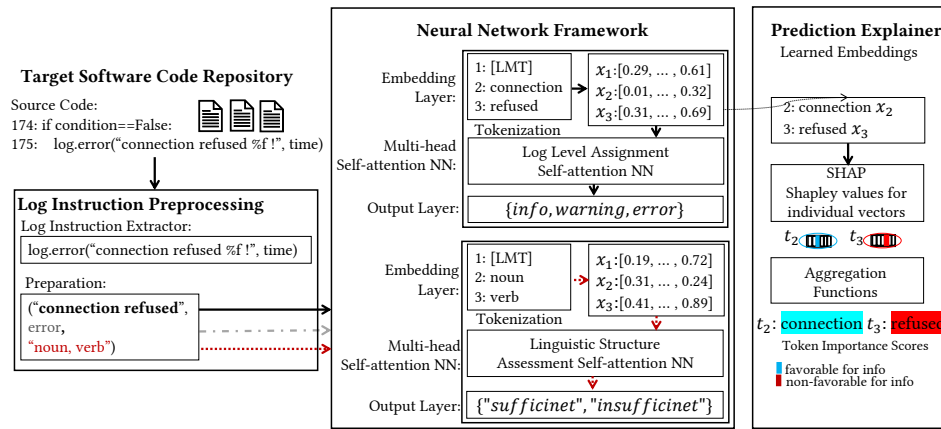 Target Software Code Repository
Source Code:
174: if condition==False:
175: log.error(“connection refused %f !”, time)
Log Instruction Preprocessing
Log Instruction Extractor:
log.error(“connection refused %f !”, time)
Preparation:
(“connection refused”,
error,
“noun, verb”)
Neural Network Framework
Embedding
Layer:
1: [LMT]
2: connection
3: refused
x1:[0.29, … , 0.61]
x2:[0.01, … , 0.32]
x3:[0.31, … , 0.69]
Tokenization
Multi-head
Self-attention NN:
Log Level Assignment
Self-attention NN
Output Layer:
{info, warning, error}
Embedding
Layer:
1: [LMT]
2: noun
3: verb
x1:[0.19, … , 0.72]
x2:[0.31, … , 0.24]
x3:[0.41, … , 0.89]
Tokenization
Multi-head
Self-attention NN:
Linguistic Structure
Assessment Self-attention NN
Output Layer:
{"sufficinet", "insufficinet"}
Prediction Explainer
Learned Embeddings
2: connection x2
3: refused x3
SHAP
Shapley values for
individual vectors
t2 t3
Aggregation
Functions
t2: connection t3: refused
Token Importance Scores
favorable for info
non-favorable for info